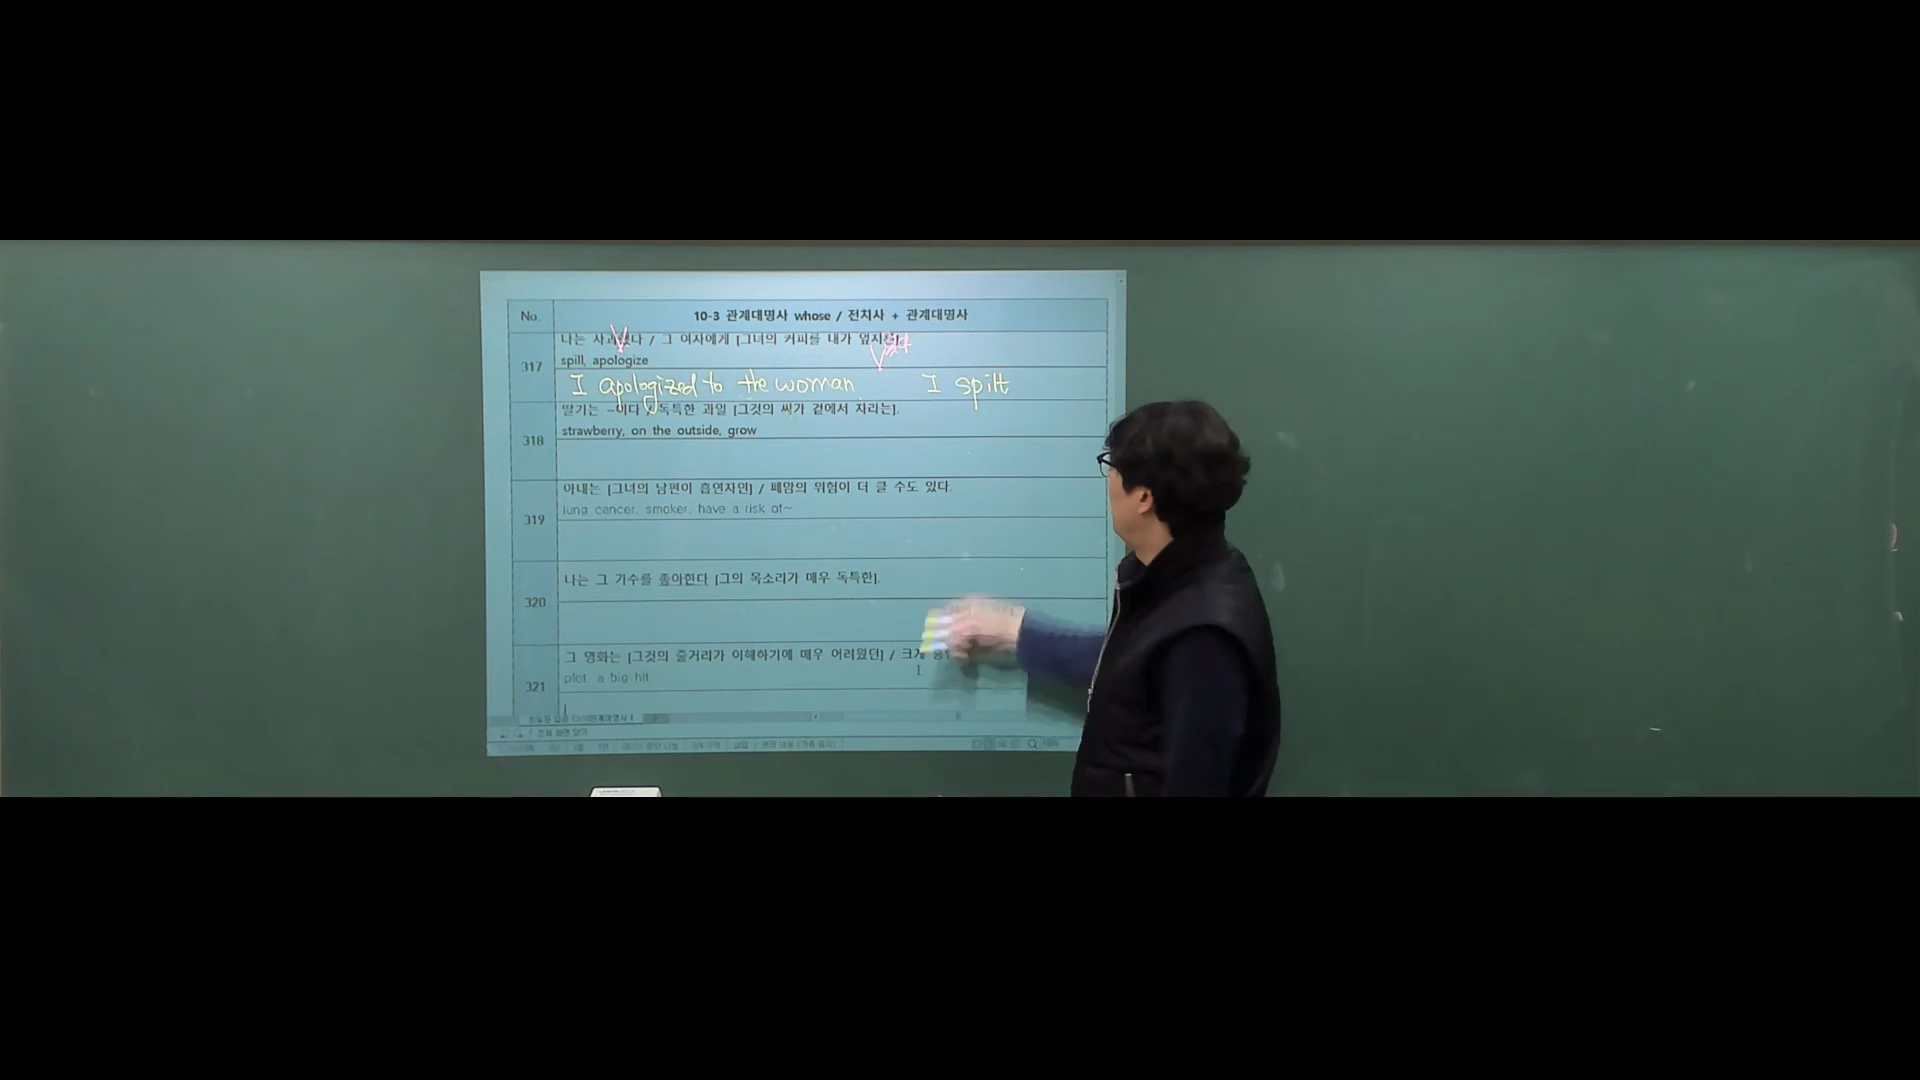 No. 10-3 관계대명사 whose / 전치사 + 관계대명사
317
나는 사과했다 / 그 여자에게 [그녀의 커피를 내가
spill, apologize
I apologized to the woman I spilt
318
딸기는 ~이다 / 독특한 과일 [그것의 씨가 겉에서 자라는].
strawberry, on the outside, grow
319
아내는 [그녀의 남편이 흡연자인] / 폐암의 위험이 더 클 수도 있다.
lung cancer, smoker, have a risk of~
320
나는 그 가수를 좋아한다 [그의 목소리가 매우 독특한].
321
그 영화는 [그것의 줄거리가 이해하기에 매우 어려웠던] / 크게
plot, a big hit